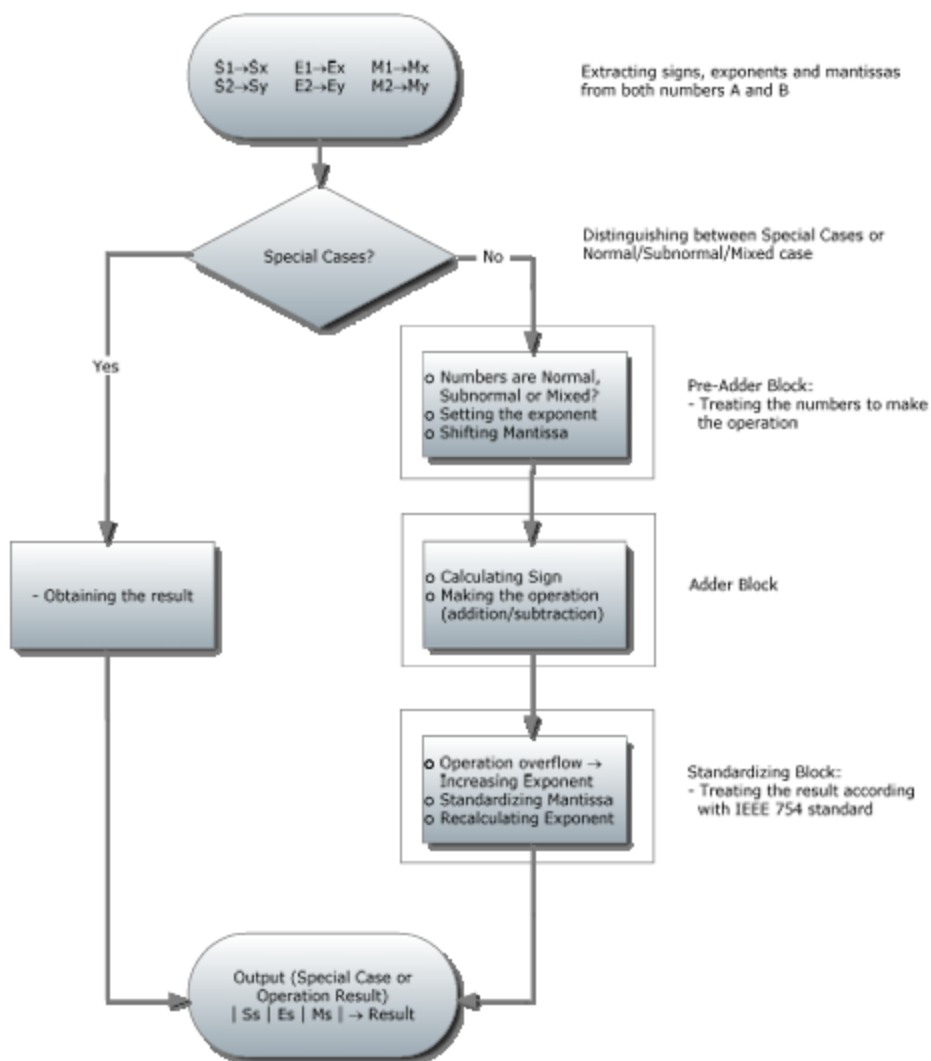 S1→Sx E1→Ex M1→Mx
S2→Sy E2→Ey M2→My
Extracting signs, exponents and mantissas
from both numbers A and B
Special Cases?
Distinguishing between Special Cases or
Normal/Subnormal/Mixed case
No
Yes
o Numbers are Normal,
Subnormal or Mixed?
o Setting the exponent
o Shifting Mantissa
Pre-Adder Block:
- Treating the numbers to make
the operation
- Obtaining the result
o Calculating Sign
o Making the operation
(addition/subtraction)
Adder Block
o Operation overflow →
Increasing Exponent
o Standardizing Mantissa
o Recalculating Exponent
Standardizing Block:
- Treating the result according
with IEEE 754 standard
Output (Special Case or
Operation Result)
| Ss | Es | Ms | → Result